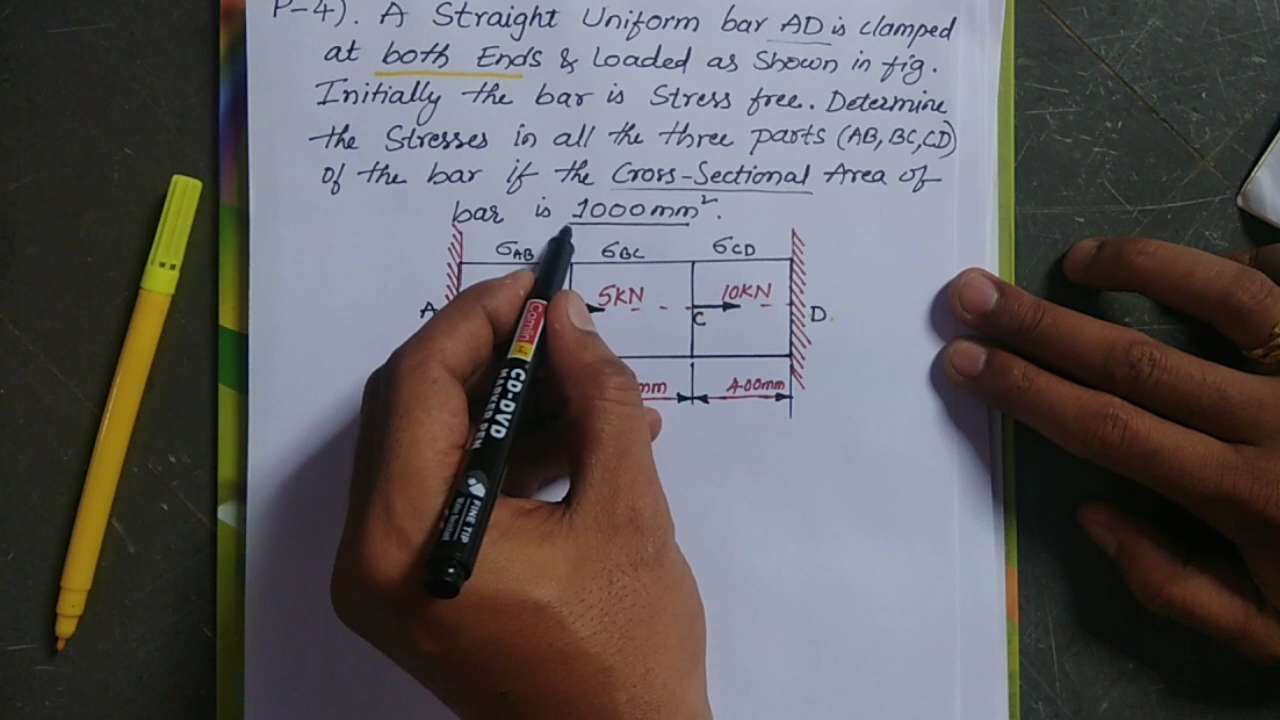 P-4). A Straight Uniform bar AD is clamped
at both Ends & Loaded as Shown in fig.
Initially the bar is Stress free. Determine
the Stresses in all the three parts (AB, BC, CD)
of the bar if the Cross-Sectional Area of
bar is 1000mm².
σAB σBC σCD
A 5KN C 10KN D
mm 400mm
Camlin
CD-DVD
MARKER PEN
FINE TIP